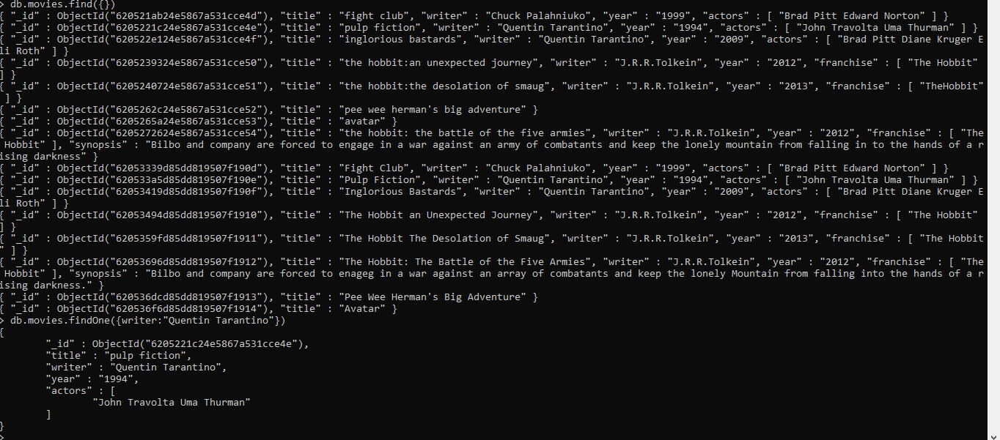 > db.movies.find({})
{ "_id" : ObjectId("620521ab24e5867a531cce4d"), "title" : "fight club", "writer" : "Chuck Palahniuko", "year" : "1999", "actors" : [ "Brad Pitt Edward Norton" ] }
{ "_id" : ObjectId("6205221c24e5867a531cce4e"), "title" : "pulp fiction", "writer" : "Quentin Tarantino", "year" : "1994", "actors" : [ "John Travolta Uma Thurman" ] }
{ "_id" : ObjectId("620522e124e5867a531cce4f"), "title" : "inglorious bastards", "writer" : "Quentin Tarantino", "year" : "2009", "actors" : [ "Brad Pitt Diane Kruger E
li Roth" ] }
{ "_id" : ObjectId("6205239324e5867a531cce50"), "title" : "the hobbit:an unexpected journey", "writer" : "J.R.R.Tolkein", "year" : "2012", "franchise" : [ "The Hobbit"
] }
{ "_id" : ObjectId("6205240724e5867a531cce51"), "title" : "the hobbit:the desolation of smaug", "writer" : "J.R.R.Tolkein", "year" : "2013", "franchise" : [ "TheHobbit"
] }
{ "_id" : ObjectId("6205262c24e5867a531cce52"), "title" : "pee wee herman's big adventure" }
{ "_id" : ObjectId("6205265a24e5867a531cce53"), "title" : "avatar" }
{ "_id" : ObjectId("6205272624e5867a531cce54"), "title" : "the hobbit: the battle of the five armies", "writer" : "J.R.R.Tolkein", "year" : "2012", "franchise" : [ "The
Hobbit" ], "synopsis" : "Bilbo and company are forced to engage in a war against an army of combatants and keep the lonely mountain from falling in to the hands of a r
ising darkness" }
{ "_id" : ObjectId("62053339d85dd819507f190d"), "title" : "Fight Club", "writer" : "Chuck Palahniuko", "year" : "1999", "actors" : [ "Brad Pitt Edward Norton" ] }
{ "_id" : ObjectId("620533a5d85dd819507f190e"), "title" : "Pulp Fiction", "writer" : "Quentin Tarantino", "year" : "1994", "actors" : [ "John Travolta Uma Thurman" ] }
{ "_id" : ObjectId("62053419d85dd819507f190f"), "title" : "Inglorious Bastards", "writer" : "Quentin Tarantino", "year" : "2009", "actors" : [ "Brad Pitt Diane Kruger E
li Roth" ] }
{ "_id" : ObjectId("62053494d85dd819507f1910"), "title" : "The Hobbit an Unexpected Journey", "writer" : "J.R.R.Tolkein", "year" : "2012", "franchise" : [ "The Hobbit"
] }
{ "_id" : ObjectId("6205359fd85dd819507f1911"), "title" : "The Hobbit The Desolation of Smaug", "writer" : "J.R.R.Tolkein", "year" : "2013", "franchise" : [ "The Hobbit
" ] }
{ "_id" : ObjectId("62053696d85dd819507f1912"), "title" : "The Hobbit: The Battle of the Five Armies", "writer" : "J.R.R.Tolkein", "year" : "2012", "franchise" : [ "The
Hobbit" ], "synopsis" : "Bilbo and company are forced to enageg in a war against an array of combatants and keep the lonely Mountain from falling into the hands of a r
ising darkness." }
{ "_id" : ObjectId("620536dcd85dd819507f1913"), "title" : "Pee Wee Herman's Big Adventure" }
{ "_id" : ObjectId("620536f6d85dd819507f1914"), "title" : "Avatar" }
> db.movies.findOne({writer:"Quentin Tarantino"})
{
"_id" : ObjectId("6205221c24e5867a531cce4e"),
"title" : "pulp fiction",
"writer" : "Quentin Tarantino",
"year" : "1994",
"actors" : [
"John Travolta Uma Thurman"
]
}
>